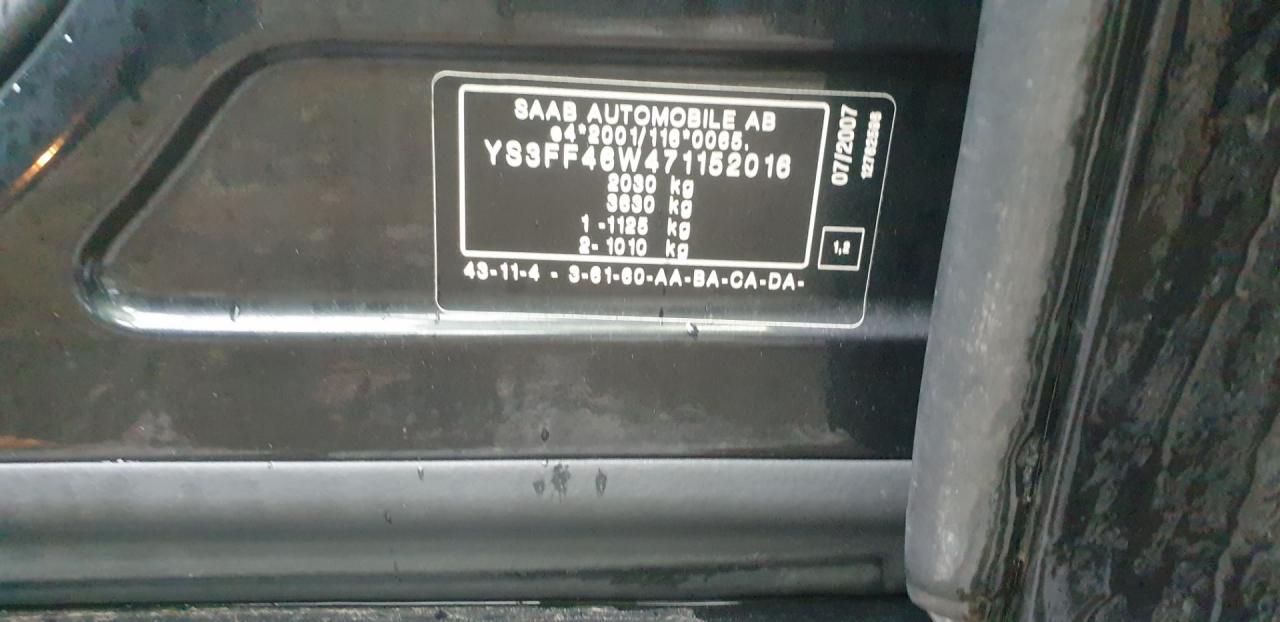 SAAB AUTOMOBILE AB
e4*2001/116*0065.
YS3FF46W471152016
2030 kg
3630 kg
1 -1125 kg
2- 1010 kg
43-11-4 - 3-61-60-AA-BA-CA-DA-
07/2007
1,2